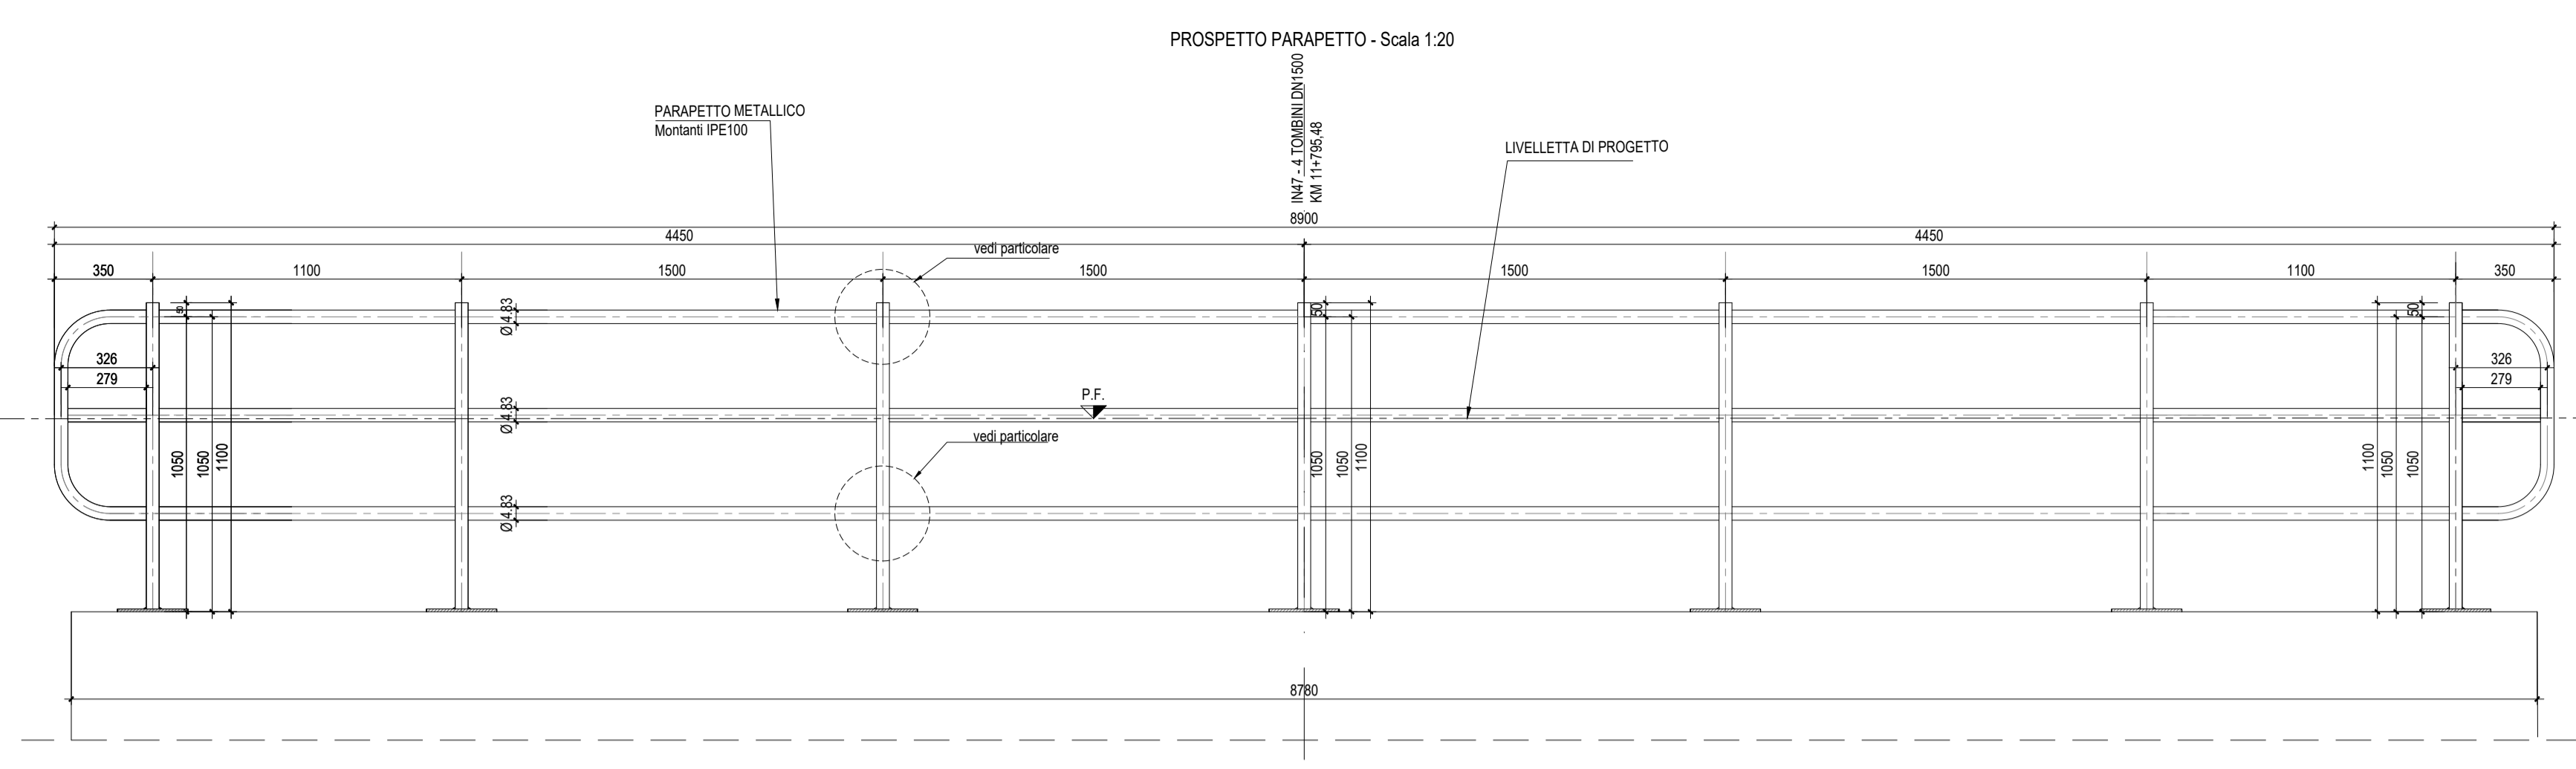 PROSPETTO PARAPETTO - Scala 1:20
IN47 - 4 TOMBINI DN1500
KM 11+795,48
PARAPETTO METALLICO
Montanti IPE100
LIVELLETTA DI PROGETTO
8900
4450
4450
vedi particolare
350
1100
1500
1500
1500
1500
1100
350
50
Ø 4.83
50
50
326
279
326
279
P.F.
Ø 4.83
vedi particolare
1050
1050
1100
1050
1050
1100
1100
1050
1050
Ø 4.83
8780